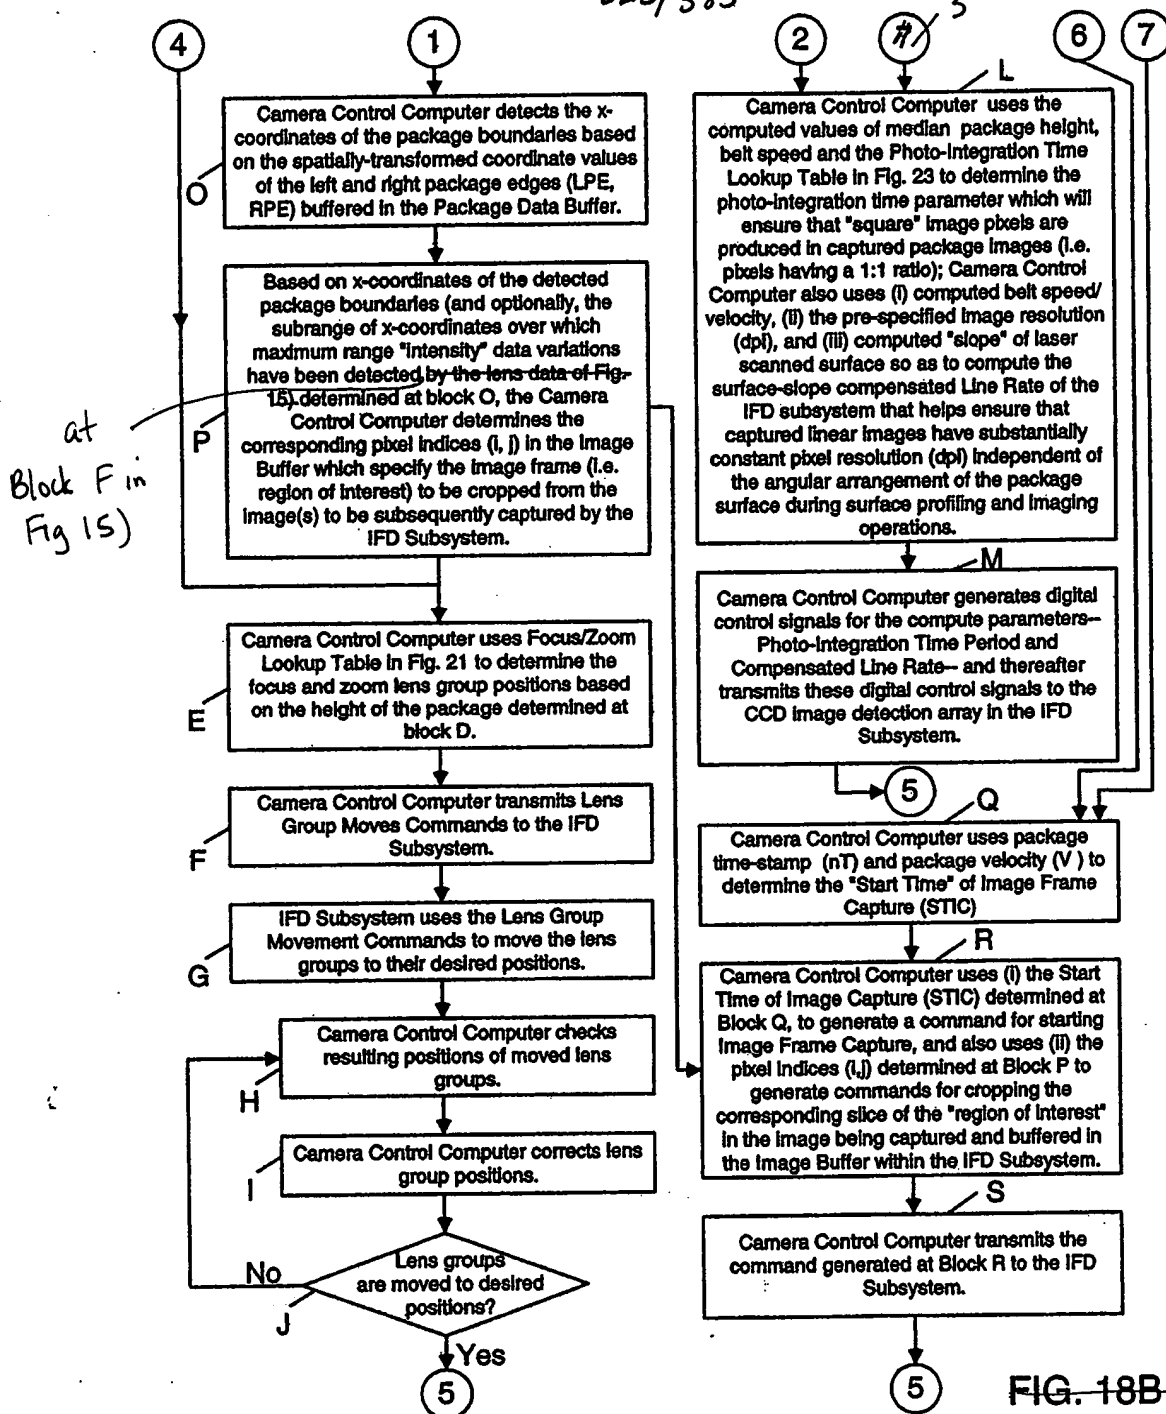 4
1
Camera Control Computer detects the x-
coordinates of the package boundaries based
on the spatially-transformed coordinate values
of the left and right package edges (LPE,
RPE) buffered in the Package Data Buffer.
O
Based on x-coordinates of the detected
package boundaries (and optionally, the
subrange of x-coordinates over which
maximum range "intensity" data variations
have been detected by the lens data of Fig.
15) determined at block O, the Camera
Control Computer determines the
corresponding pixel indices (i, j) in the Image
Buffer which specify the image frame (i.e.
region of interest) to be cropped from the
image(s) to be subsequently captured by the
IFD Subsystem.
P
at
Block F in
Fig 15)
Camera Control Computer uses Focus/Zoom
Lookup Table in Fig. 21 to determine the
focus and zoom lens group positions based
on the height of the package determined at
block D.
E
Camera Control Computer transmits Lens
Group Moves Commands to the IFD
Subsystem.
F
IFD Subsystem uses the Lens Group
Movement Commands to move the lens
groups to their desired positions.
G
Camera Control Computer checks
resulting positions of moved lens
groups.
H
Camera Control Computer corrects lens
group positions.
I
Lens groups
are moved to desired
positions?
No
J
Yes
5
2
3
6
7
L
Camera Control Computer uses the
computed values of median package height,
belt speed and the Photo-Integration Time
Lookup Table in Fig. 23 to determine the
photo-integration time parameter which will
ensure that "square" image pixels are
produced in captured package images (i.e.
pixels having a 1:1 ratio); Camera Control
Computer also uses (i) computed belt speed/
velocity, (ii) the pre-specified image resolution
(dpi), and (iii) computed "slope" of laser
scanned surface so as to compute the
surface-slope compensated Line Rate of the
IFD subsystem that helps ensure that
captured linear images have substantially
constant pixel resolution (dpi) independent of
the angular arrangement of the package
surface during surface profiling and imaging
operations.
M
Camera Control Computer generates digital
control signals for the compute parameters--
Photo-Integration Time Period and
Compensated Line Rate-- and thereafter
transmits these digital control signals to the
CCD image detection array in the IFD
Subsystem.
5
Q
Camera Control Computer uses package
time-stamp (nT) and package velocity (V ) to
determine the "Start Time" of Image Frame
Capture (STIC)
R
Camera Control Computer uses (i) the Start
Time of Image Capture (STIC) determined at
Block Q, to generate a command for starting
Image Frame Capture, and also uses (ii) the
pixel indices (i,j) determined at Block P to
generate commands for cropping the
corresponding slice of the "region of interest"
in the image being captured and buffered in
the Image Buffer within the IFD Subsystem.
S
Camera Control Computer transmits the
command generated at Block R to the IFD
Subsystem.
5
FIG. 18B